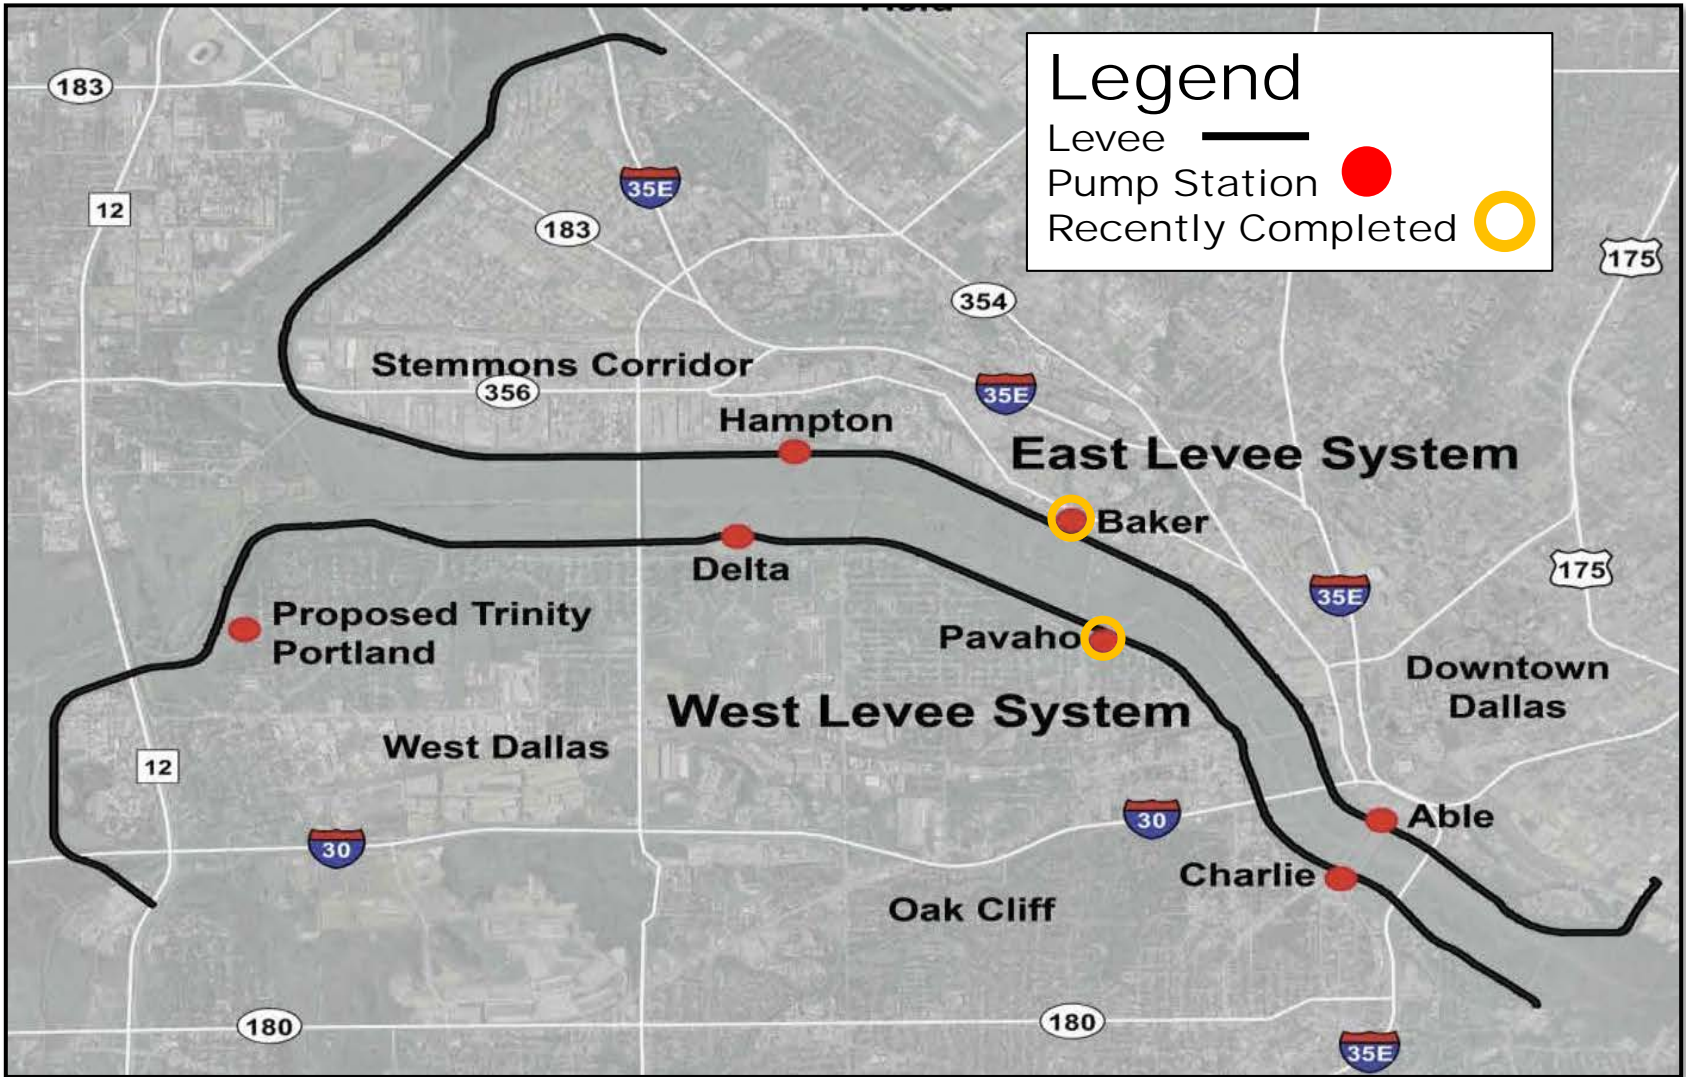 Legend
Levee
Pump Station
Recently Completed
183
12
35E
183
175
354
Stemmons Corridor
356
35E
Hampton
East Levee System
Baker
Delta
175
35E
Proposed Trinity
Portland
Pavaho
Downtown
Dallas
West Levee System
West Dallas
12
30
30
Able
Charlie
Oak Cliff
180
180
35E